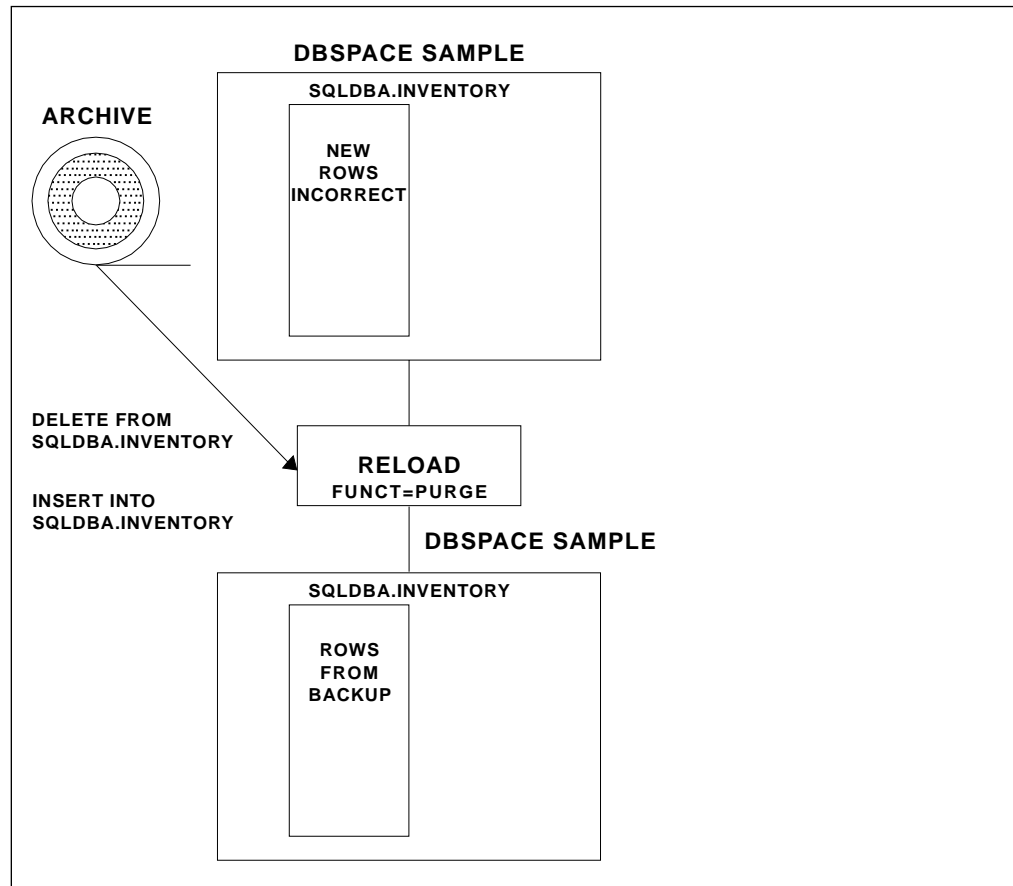 DBSPACE SAMPLE
SQLDBA.INVENTORY
ARCHIVE
NEW
ROWS
INCORRECT
DELETE FROM
SQLDBA.INVENTORY
RELOAD
FUNCT=PURGE
INSERT INTO
SQLDBA.INVENTORY
DBSPACE SAMPLE
SQLDBA.INVENTORY
ROWS
FROM
BACKUP